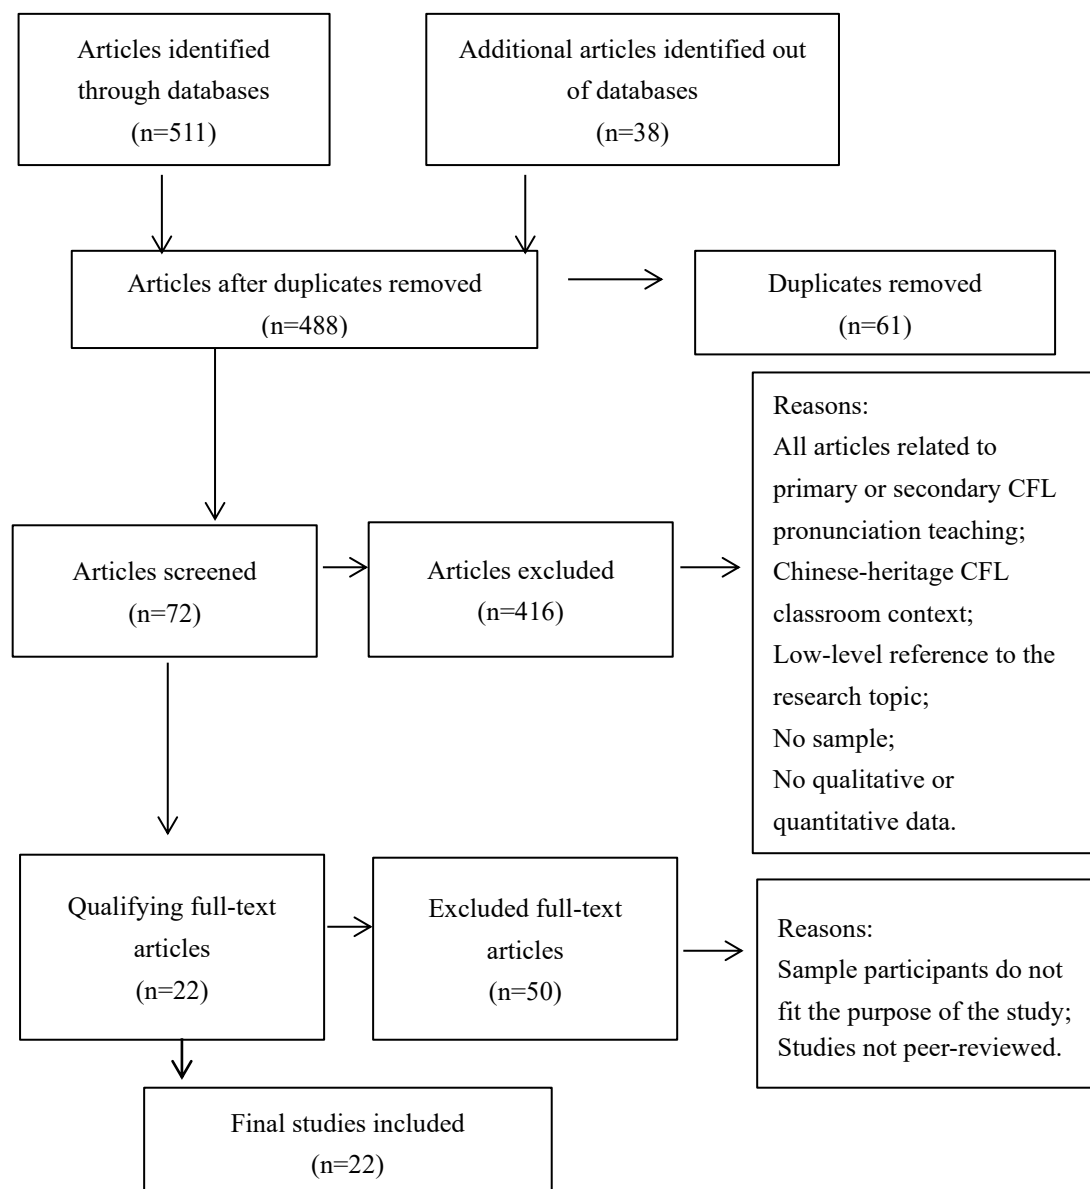 Articles identified
through databases
(n=511)
Additional articles identified out
of databases
(n=38)
Articles after duplicates removed
(n=488)
Duplicates removed
(n=61)
Articles screened
(n=72)
Articles excluded
(n=416)
Reasons:
All articles related to
primary or secondary CFL
pronunciation teaching;
Chinese-heritage CFL
classroom context;
Low-level reference to the
research topic;
No sample;
No qualitative or
quantitative data.
Qualifying full-text
articles
(n=22)
Excluded full-text
articles
(n=50)
Reasons:
Sample participants do not
fit the purpose of the study;
Studies not peer-reviewed.
Final studies included
(n=22)